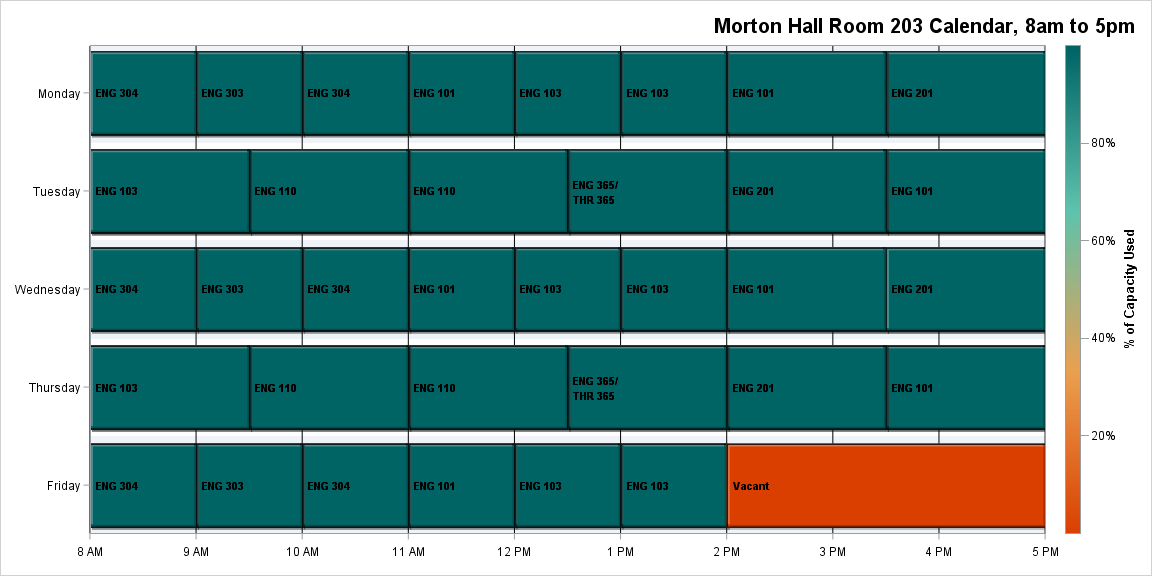 Morton Hall Room 203 Calendar, 8am to 5pm
Monday
ENG 304
ENG 303
ENG 304
ENG 101
ENG 103
ENG 103
ENG 101
ENG 201
Tuesday
ENG 103
ENG 110
ENG 110
ENG 365/
THR 365
ENG 201
ENG 101
Wednesday
ENG 304
ENG 303
ENG 304
ENG 101
ENG 103
ENG 103
ENG 101
ENG 201
Thursday
ENG 103
ENG 110
ENG 110
ENG 365/
THR 365
ENG 201
ENG 101
Friday
ENG 304
ENG 303
ENG 304
ENG 101
ENG 103
ENG 103
Vacant
8 AM
9 AM
10 AM
11 AM
12 PM
1 PM
2 PM
3 PM
4 PM
5 PM
80%
60%
40%
20%
% of Capacity Used